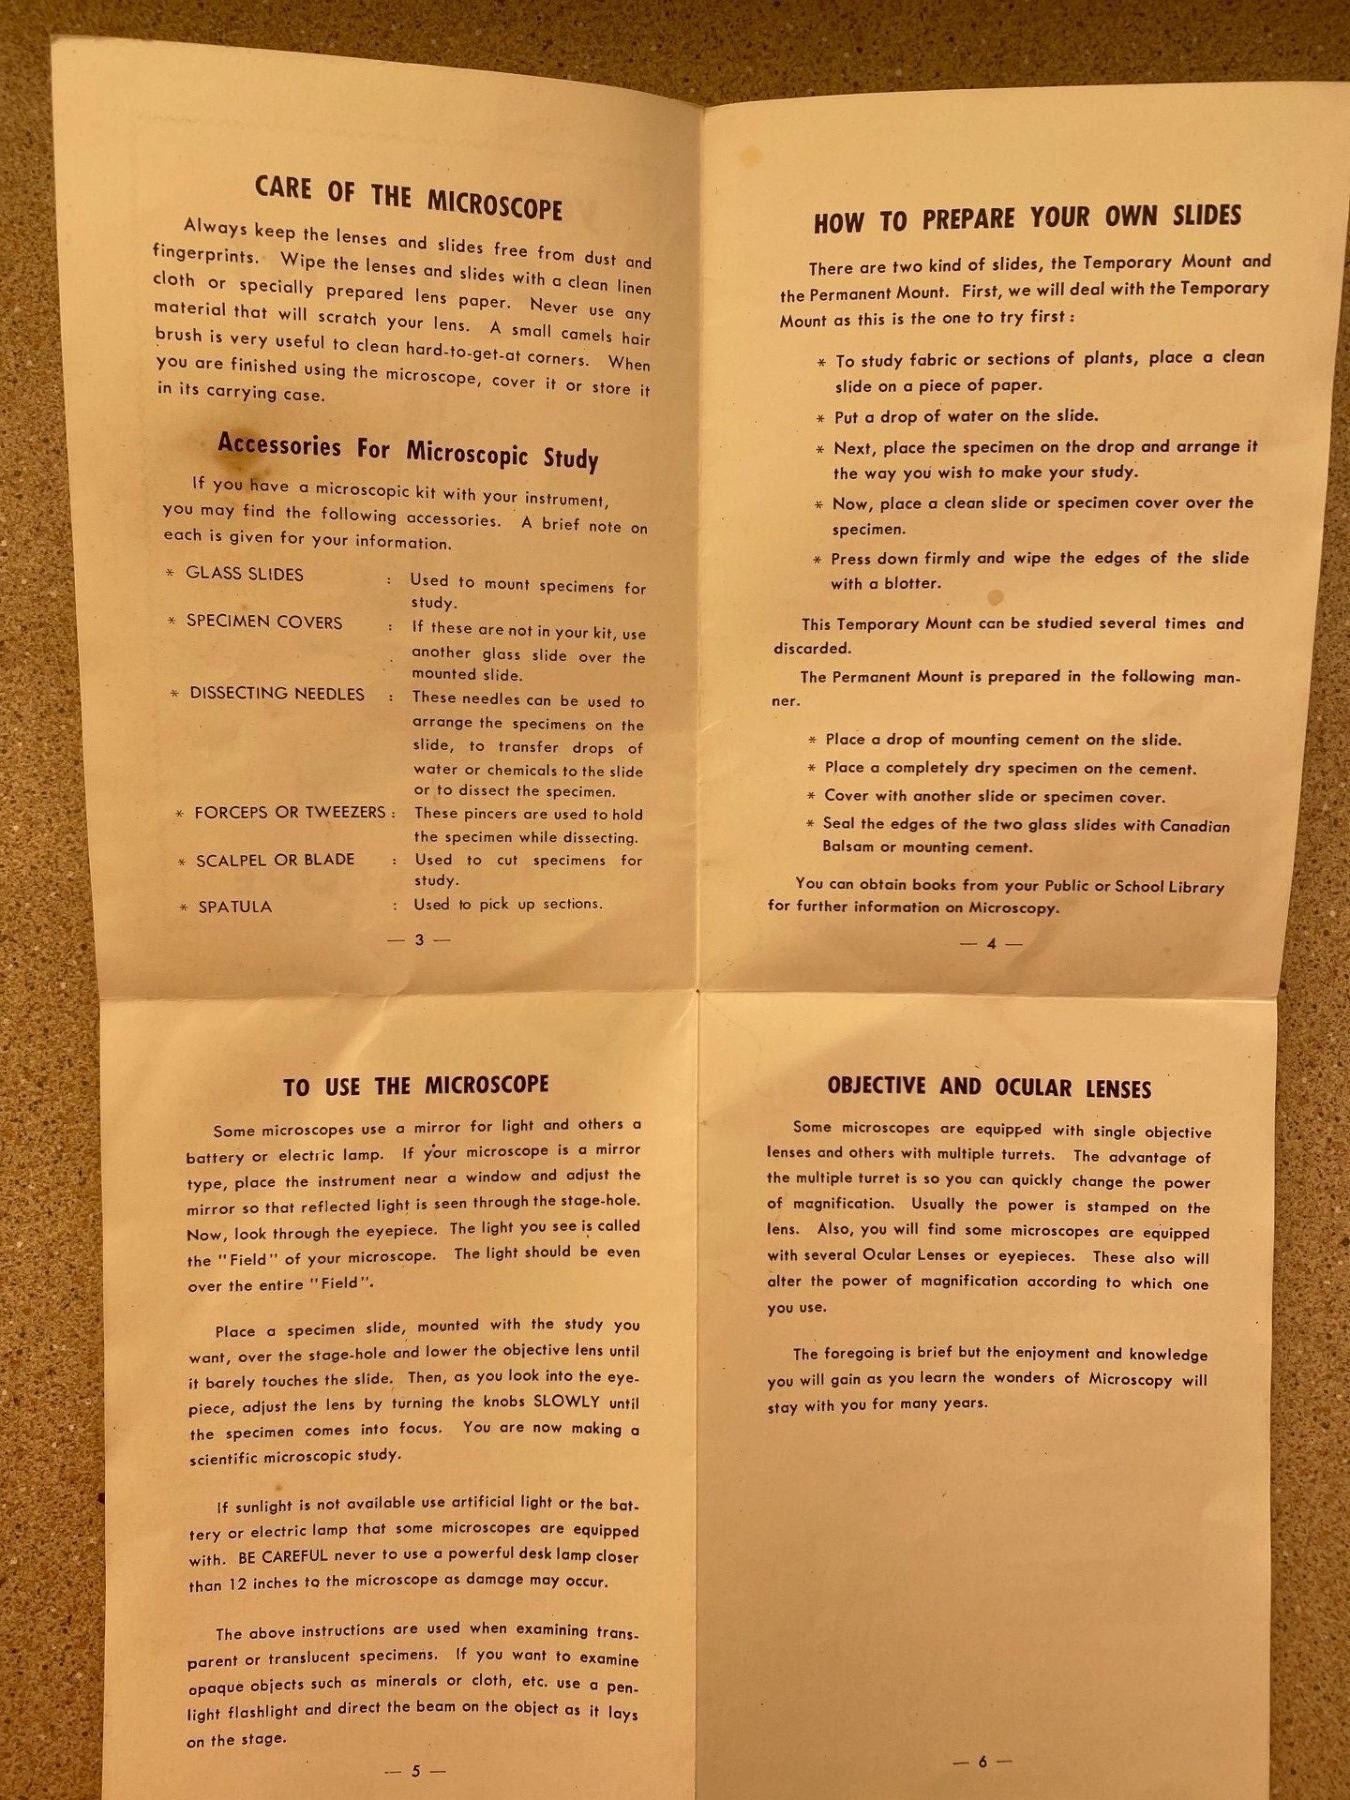 CARE OF THE MICROSCOPE
Always keep the lenses and slides free from dust and
fingerprints. Wipe the lenses and slides with a clean linen
cloth or specially prepared lens paper. Never use any
material that will scratch your lens. A small camels hair
brush is very useful to clean hard-to-get-at corners. When
you are finished using the microscope, cover it or store it
in its carrying case.
Accessories For Microscopic Study
If you have a microscopic kit with your instrument,
you may find the following accessories. A brief note on
each is given for your information.
* GLASS SLIDES : Used to mount specimens for
study.
* SPECIMEN COVERS : If these are not in your kit, use
another glass slide over the
mounted slide.
* DISSECTING NEEDLES : These needles can be used to
arrange the specimens on the
slide, to transfer drops of
water or chemicals to the slide
or to dissect the specimen.
* FORCEPS OR TWEEZERS : These pincers are used to hold
the specimen while dissecting.
* SCALPEL OR BLADE : Used to cut specimens for
study.
* SPATULA : Used to pick up sections.
— 3 —
HOW TO PREPARE YOUR OWN SLIDES
There are two kind of slides, the Temporary Mount and
the Permanent Mount. First, we will deal with the Temporary
Mount as this is the one to try first :
* To study fabric or sections of plants, place a clean
slide on a piece of paper.
* Put a drop of water on the slide.
* Next, place the specimen on the drop and arrange it
the way you wish to make your study.
* Now, place a clean slide or specimen cover over the
specimen.
* Press down firmly and wipe the edges of the slide
with a blotter.
This Temporary Mount can be studied several times and
discarded.
The Permanent Mount is prepared in the following man-
ner.
* Place a drop of mounting cement on the slide.
* Place a completely dry specimen on the cement.
* Cover with another slide or specimen cover.
* Seal the edges of the two glass slides with Canadian
Balsam or mounting cement.
You can obtain books from your Public or School Library
for further information on Microscopy.
— 4 —
TO USE THE MICROSCOPE
Some microscopes use a mirror for light and others a
battery or electric lamp. If your microscope is a mirror
type, place the instrument near a window and adjust the
mirror so that reflected light is seen through the stage-hole.
Now, look through the eyepiece. The light you see is called
the "Field" of your microscope. The light should be even
over the entire "Field".
Place a specimen slide, mounted with the study you
want, over the stage-hole and lower the objective lens until
it barely touches the slide. Then, as you look into the eye-
piece, adjust the lens by turning the knobs SLOWLY until
the specimen comes into focus. You are now making a
scientific microscopic study.
If sunlight is not available use artificial light or the bat-
tery or electric lamp that some microscopes are equipped
with. BE CAREFUL never to use a powerful desk lamp closer
than 12 inches to the microscope as damage may occur.
The above instructions are used when examining trans-
parent or translucent specimens. If you want to examine
opaque objects such as minerals or cloth, etc. use a pen-
light flashlight and direct the beam on the object as it lays
on the stage.
— 5 —
OBJECTIVE AND OCULAR LENSES
Some microscopes are equipped with single objective
lenses and others with multiple turrets. The advantage of
the multiple turret is so you can quickly change the power
of magnification. Usually the power is stamped on the
lens. Also, you will find some microscopes are equipped
with several Ocular Lenses or eyepieces. These also will
alter the power of magnification according to which one
you use.
The foregoing is brief but the enjoyment and knowledge
you will gain as you learn the wonders of Microscopy will
stay with you for many years.
— 6 —